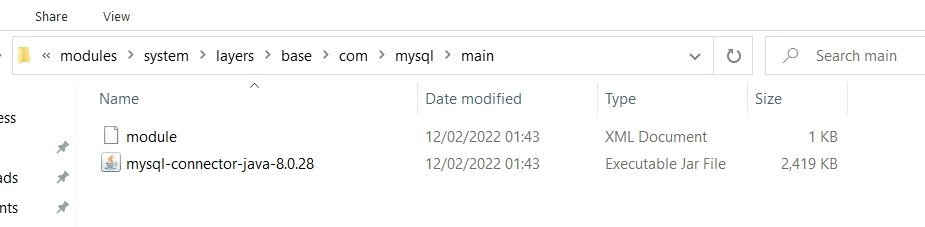 Share View
« modules > system > layers > base > com > mysql > main Search main
Name Date modified Type Size
ess
module 12/02/2022 01:43 XML Document 1 KB
mysql-connector-java-8.0.28 12/02/2022 01:43 Executable Jar File 2,419 KB
ads
nts